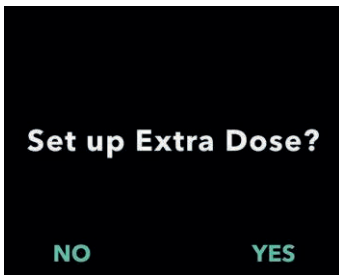 Set up Extra Dose?
NO YES